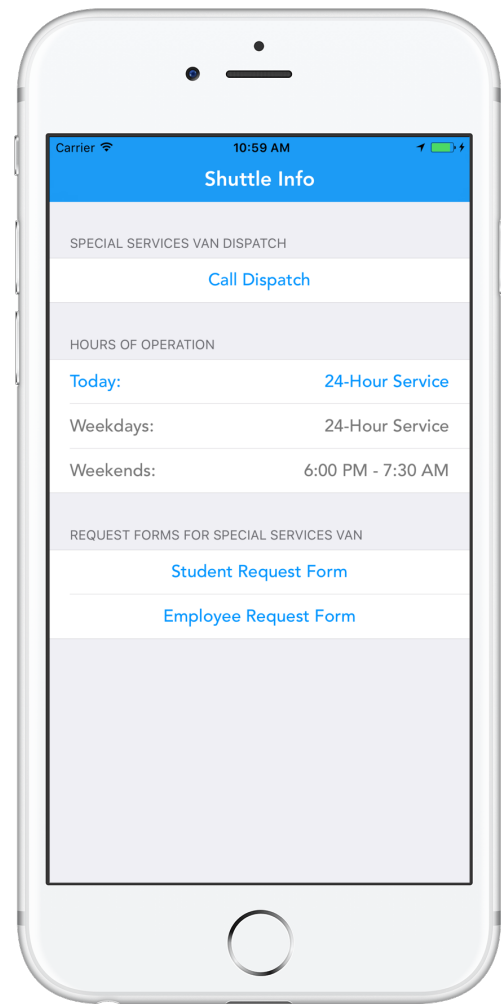 Carrier 10:59 AM
Shuttle Info
SPECIAL SERVICES VAN DISPATCH
Call Dispatch
HOURS OF OPERATION
Today: 24-Hour Service
Weekdays: 24-Hour Service
Weekends: 6:00 PM - 7:30 AM
REQUEST FORMS FOR SPECIAL SERVICES VAN
Student Request Form
Employee Request Form